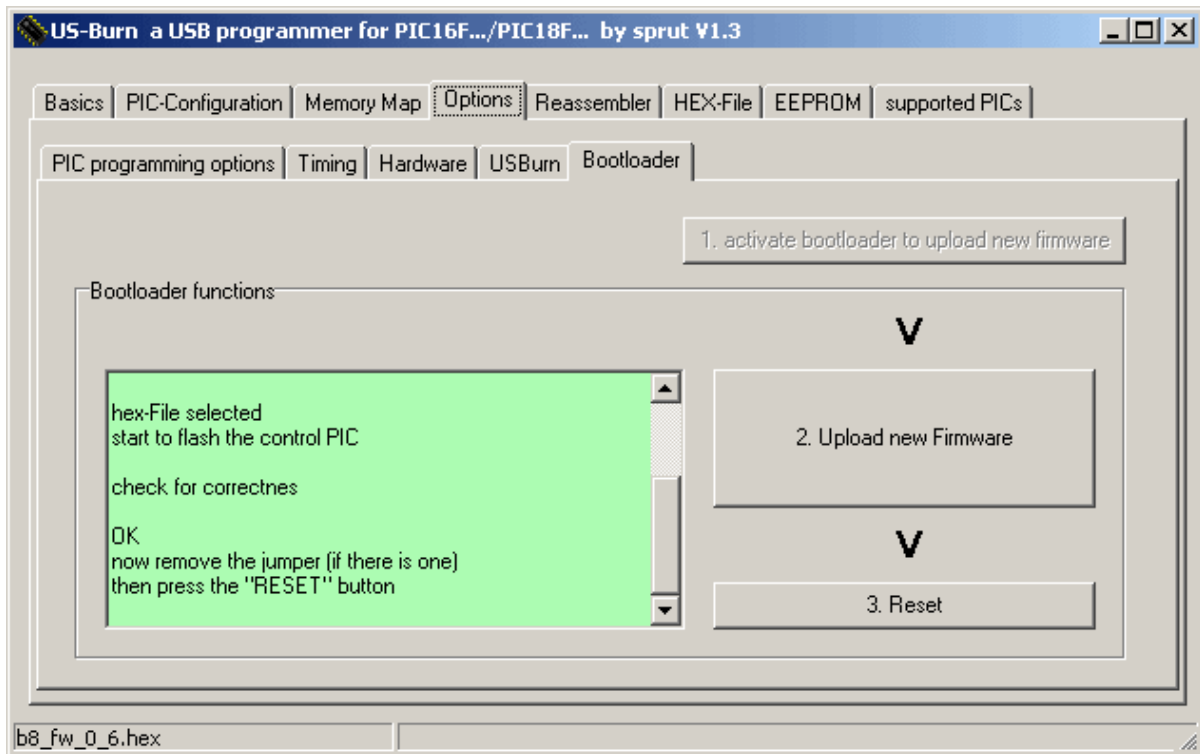 US-Burn a USB programmer for PIC16F.../PIC18F... by sprut V1.3
Basics PIC-Configuration Memory Map Options Reassembler HEX-File EEPROM supported PICs
PIC programming options Timing Hardware USBurn Bootloader
1. activate bootloader to upload new firmware
Bootloader functions
V
hex-File selected
start to flash the control PIC
check for correctnes
OK
now remove the jumper (if there is one)
then press the "RESET" button
2. Upload new Firmware
V
3. Reset
b8_fw_0_6.hex